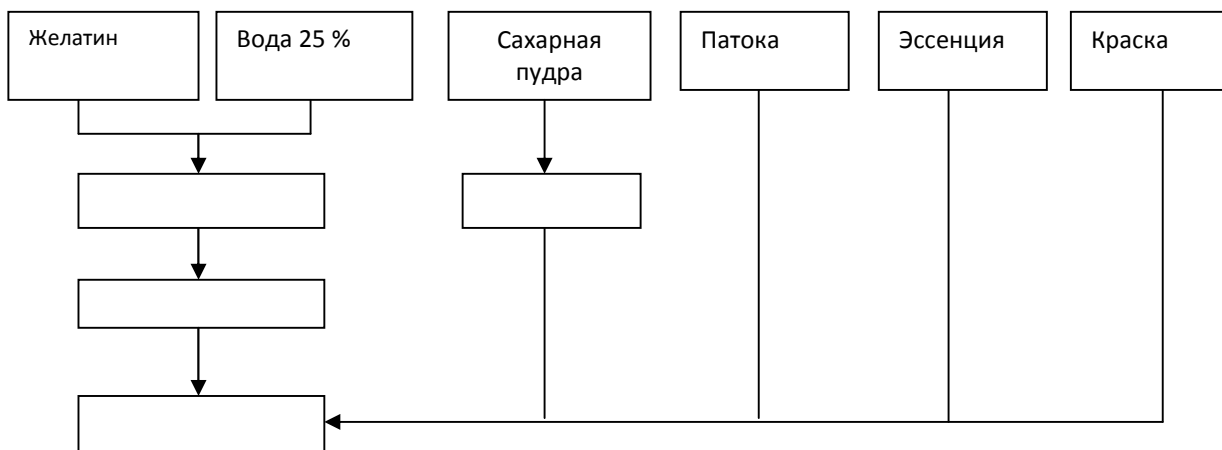 Желатин
Вода 25 %
Сахарная
пудра
Патока
Эссенция
Краска